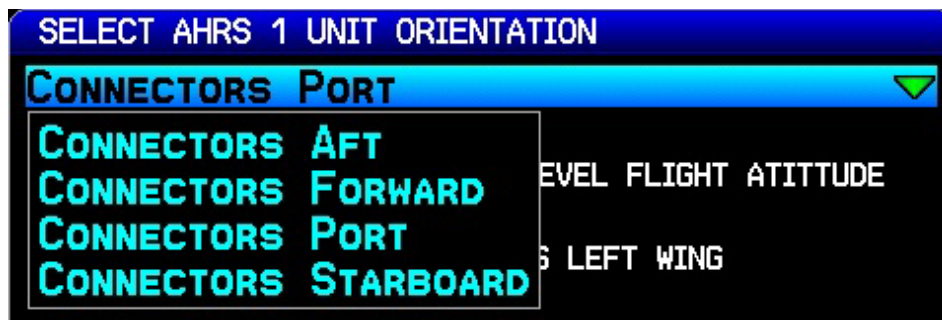 SELECT AHRS 1 UNIT ORIENTATION
CONNECTORS PORT
CONNECTORS AFT
CONNECTORS FORWARD
EVEL FLIGHT ATITTUDE
CONNECTORS PORT
S LEFT WING
CONNECTORS STARBOARD